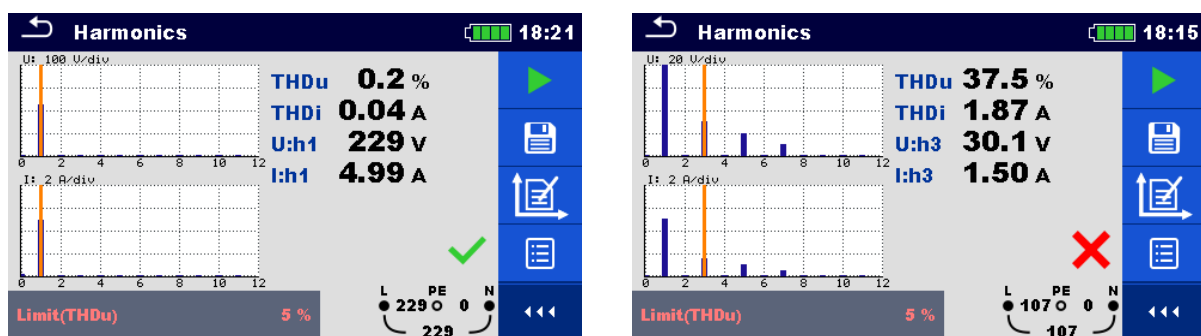 Harmonics 18:21
U: 100 V/div
0 2 4 6 8 10 12
I: 2 A/div
0 2 4 6 8 10 12
THDu 0.2 %
THDi 0.04 A
U:h1 229 V
I:h1 4.99 A
Limit(THDu) 5 %
L PE N
229 0
229
Harmonics 18:15
U: 20 V/div
0 2 4 6 8 10 12
I: 2 A/div
0 2 4 6 8 10 12
THDu 37.5 %
THDi 1.87 A
U:h3 30.1 V
I:h3 1.50 A
Limit(THDu) 5 %
L PE N
107 0
107